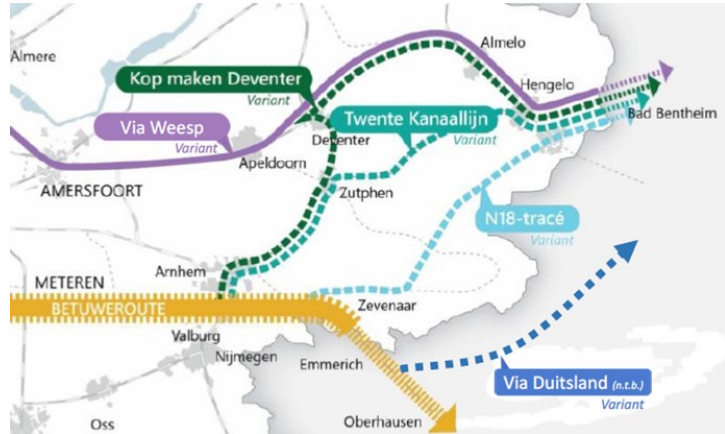 Almere
Almelo
Kop maken Deventer
Variant
Hengelo
Via Weesp
Variant
Deventer
Twente Kanaallijn
Variant
Bad Bentheim
Apeldoorn
AMERSFOORT
Zutphen
N18-tracé
Variant
Arnhem
METEREN
BETUWEROUTE
Zevenaar
Valburg
Nijmegen
Emmerich
Via Duitsland (n.t.b.)
Variant
Oss
Oberhausen